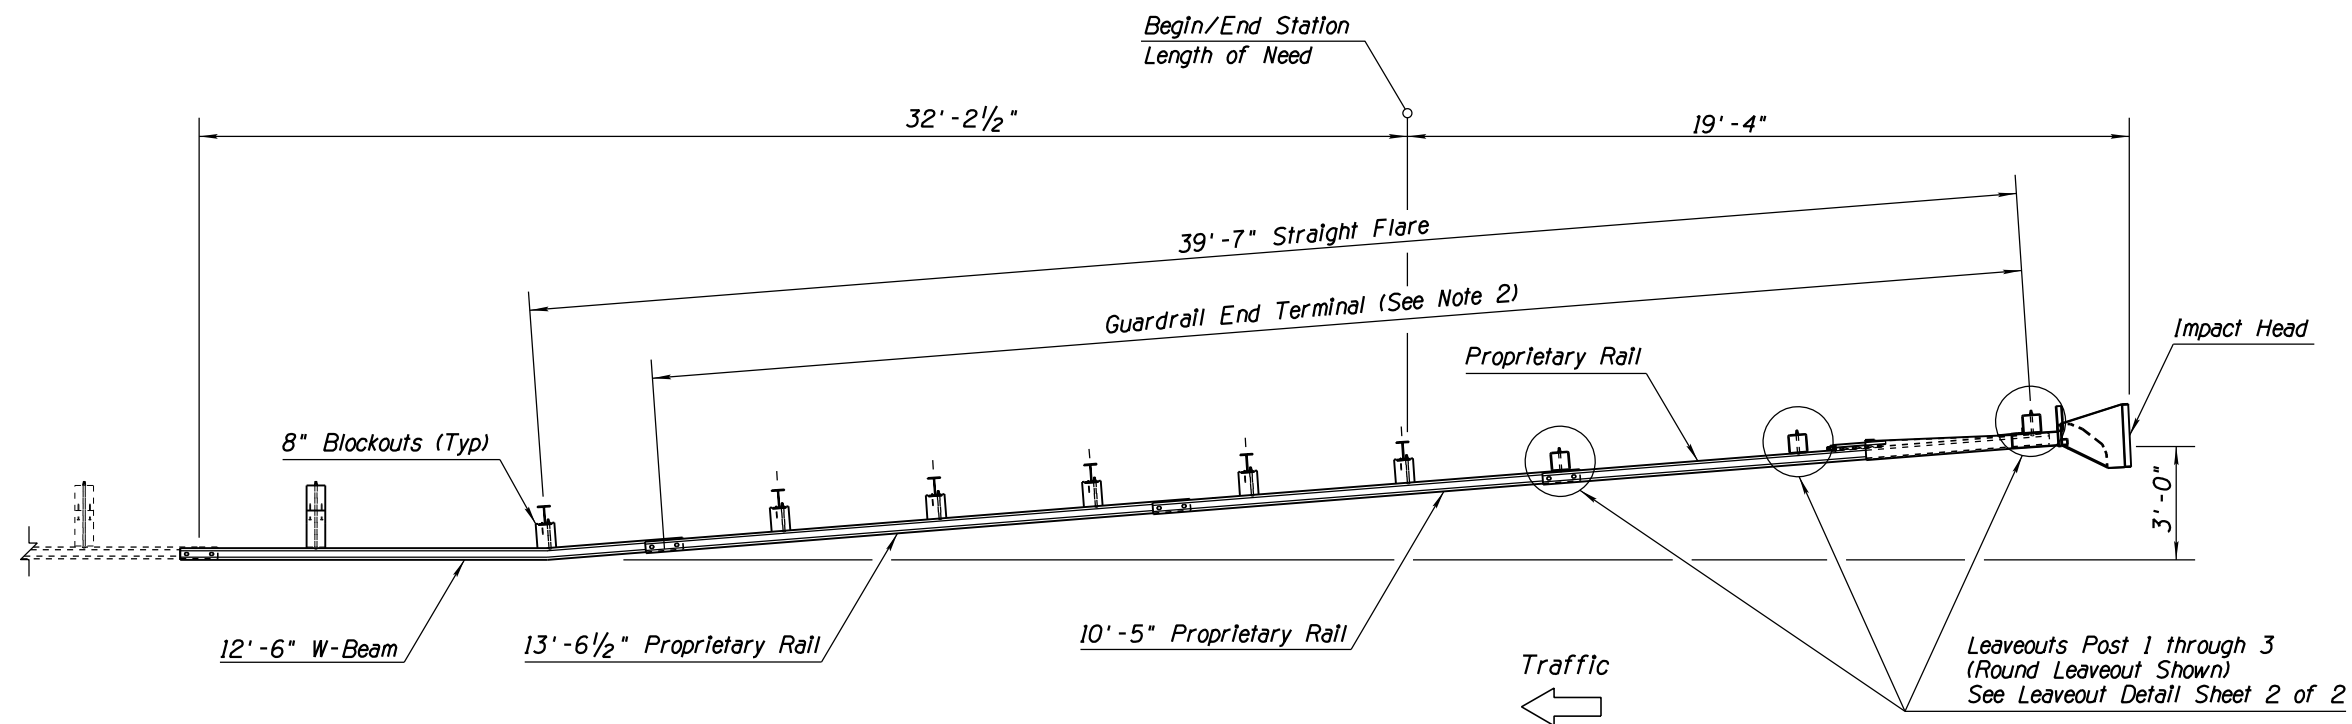 Begin/End Station
Length of Need
32'-2½"
19'-4"
39'-7" Straight Flare
Guardrail End Terminal (See Note 2)
Impact Head
Proprietary Rail
8" Blockouts (Typ)
3'-0"
12'-6" W-Beam
13'-6½" Proprietary Rail
10'-5" Proprietary Rail
Traffic
Leaveouts Post 1 through 3
(Round Leaveout Shown)
See Leaveout Detail Sheet 2 of 2